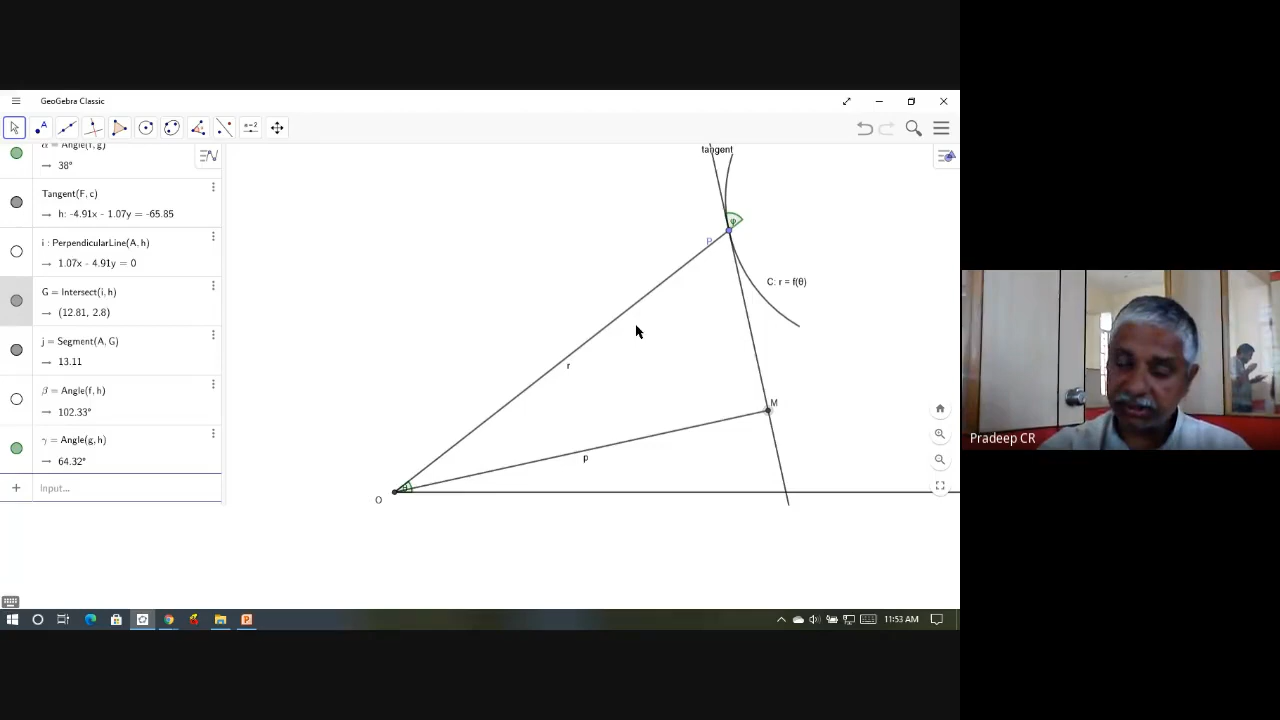 GeoGebra Classic
α = Angle(f, g)
→ 38°
Tangent(F, c)
→ h: -4.91x - 1.07y = -65.85
i : PerpendicularLine(A, h)
→ 1.07x - 4.91y = 0
G = Intersect(i, h)
→ (12.81, 2.8)
j = Segment(A, G)
→ 13.11
β = Angle(f, h)
→ 102.33°
γ = Angle(g, h)
→ 64.32°
+ Input...
tangent
φ
P
C: r = f(θ)
r
M
p
θ
O
Pradeep CR
11:53 AM